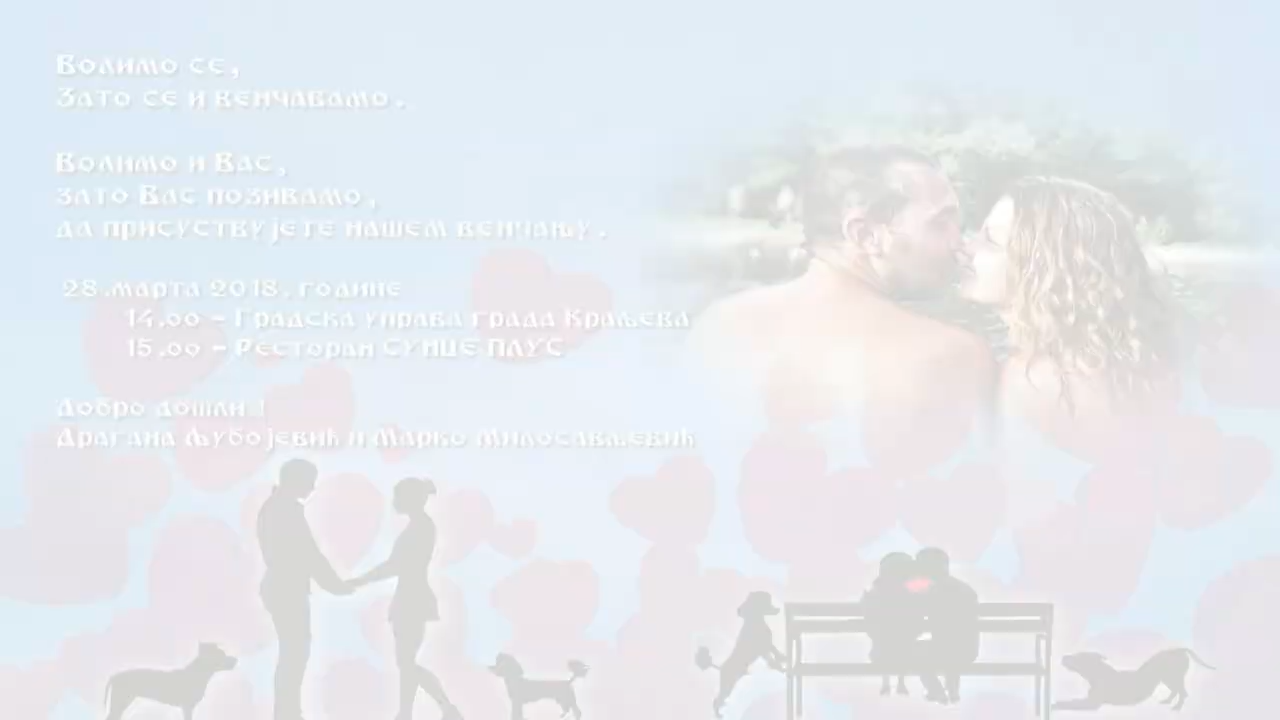 Волимо се,
Зато се и венчавамо.
Волимо и Вас,
зато Вас позивамо,
да присуствујете нашем венчању.
28.марта 2018. године
14.00 – Градска управа града Краљева
15.00 – Ресторан СУНЦЕ ПЛУС
Добро дошли !
Драгана Љубојевић и Марко Милосављевић